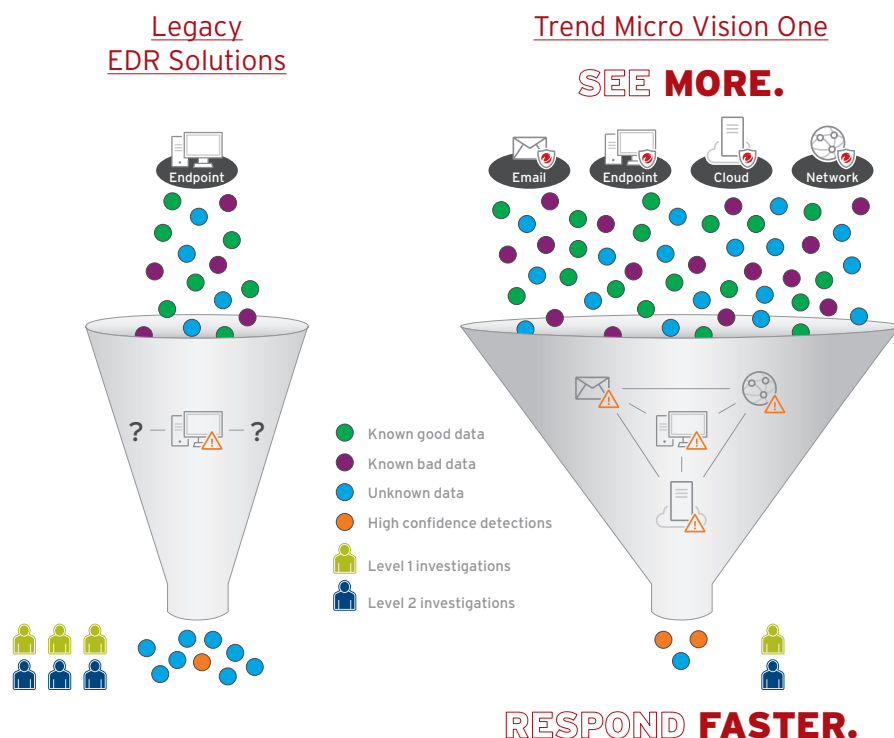 Legacy
EDR Solutions
Endpoint
? ?
Trend Micro Vision One
SEE MORE.
Email Endpoint Cloud Network
Known good data
Known bad data
Unknown data
High confidence detections
Level 1 investigations
Level 2 investigations
RESPOND FASTER.